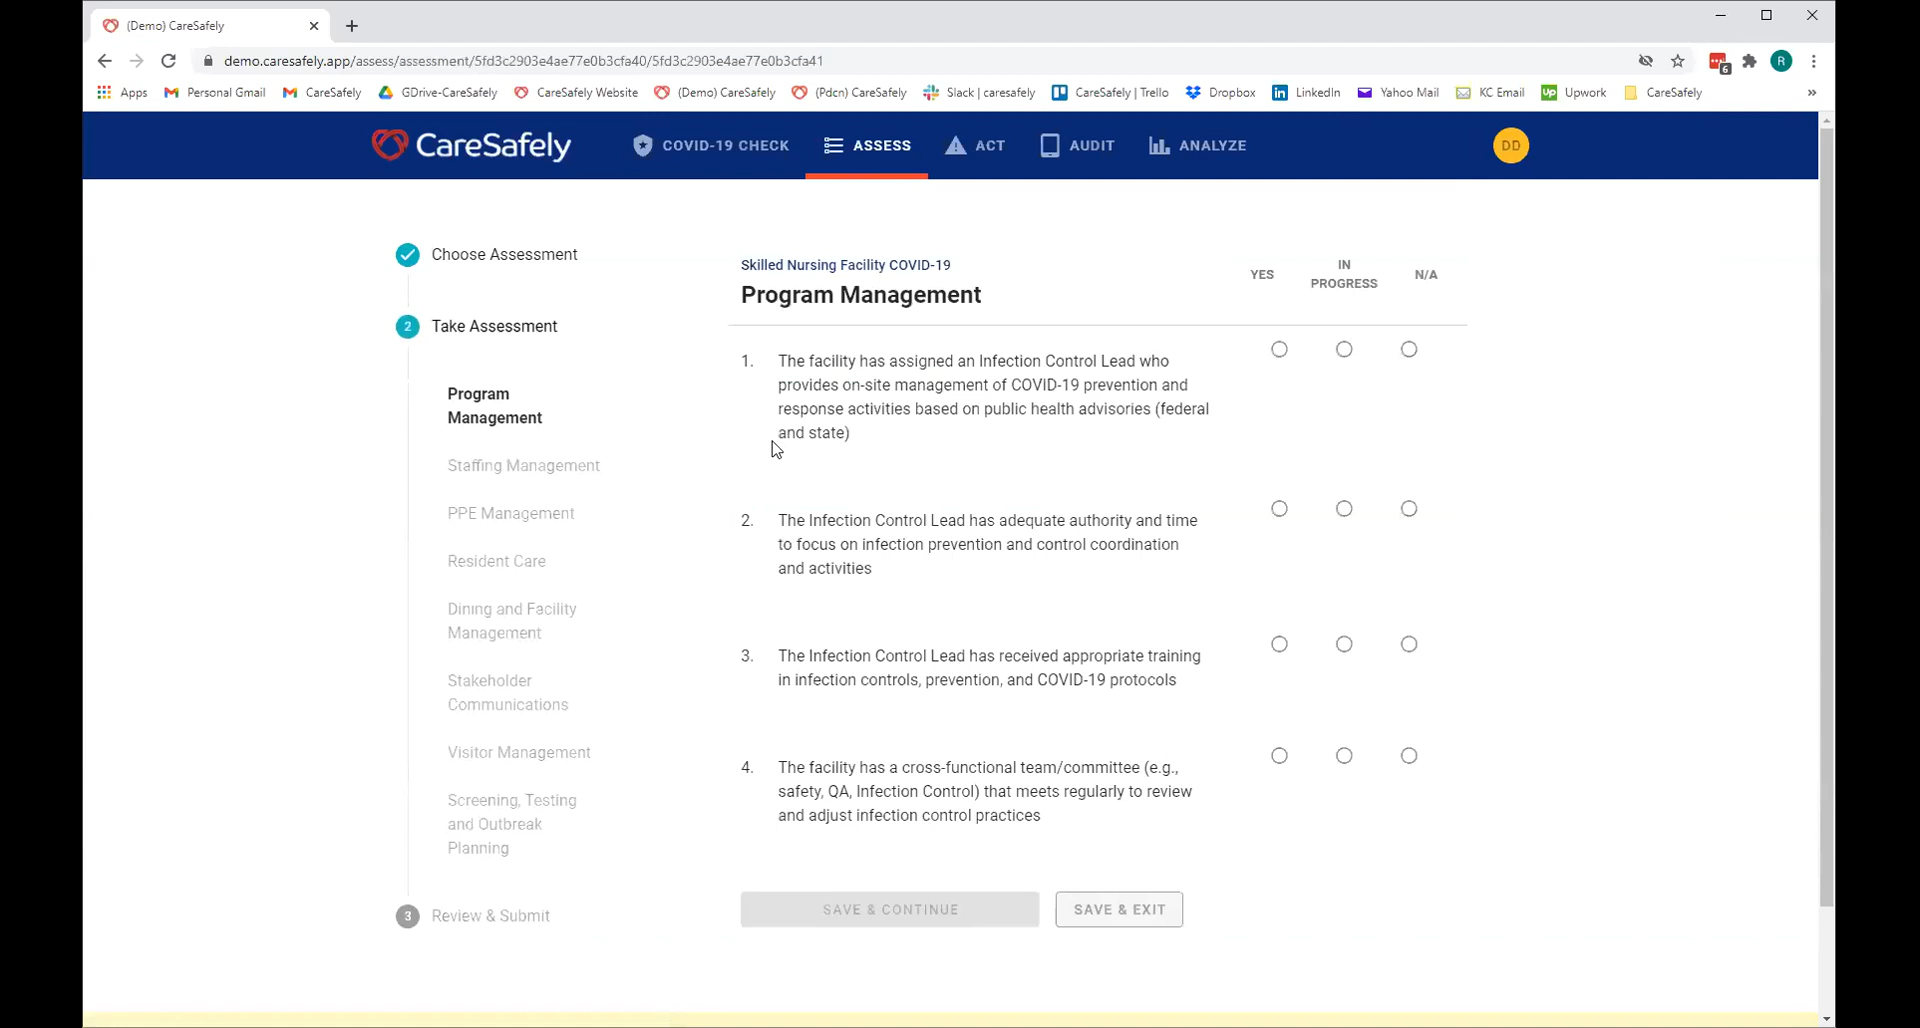 (Demo) CareSafely
demo.caresafely.app/assess/assessment/5fd3c2903e4ae77e0b3cfa40/5fd3c2903e4ae77e0b3cfa41
6
R
Apps
Personal Gmail
CareSafely
GDrive-CareSafely
CareSafely Website
(Demo) CareSafely
(Pdcn) CareSafely
Slack | caresafely
CareSafely | Trello
Dropbox
LinkedIn
Yahoo Mail
KC Email
Up
Upwork
CareSafely
»
CareSafely
COVID-19 CHECK
ASSESS
ACT
AUDIT
ANALYZE
DD
Choose Assessment
2
Take Assessment
Program
Management
Staffing Management
PPE Management
Resident Care
Dining and Facility
Management
Stakeholder
Communications
Visitor Management
Screening, Testing
and Outbreak
Planning
3
Review & Submit
Skilled Nursing Facility COVID-19
Program Management
YES
IN
PROGRESS
N/A
1. The facility has assigned an Infection Control Lead who
provides on-site management of COVID-19 prevention and
response activities based on public health advisories (federal
and state)
2. The Infection Control Lead has adequate authority and time
to focus on infection prevention and control coordination
and activities
3. The Infection Control Lead has received appropriate training
in infection controls, prevention, and COVID-19 protocols
4. The facility has a cross-functional team/committee (e.g.,
safety, QA, Infection Control) that meets regularly to review
and adjust infection control practices
SAVE & CONTINUE
SAVE & EXIT